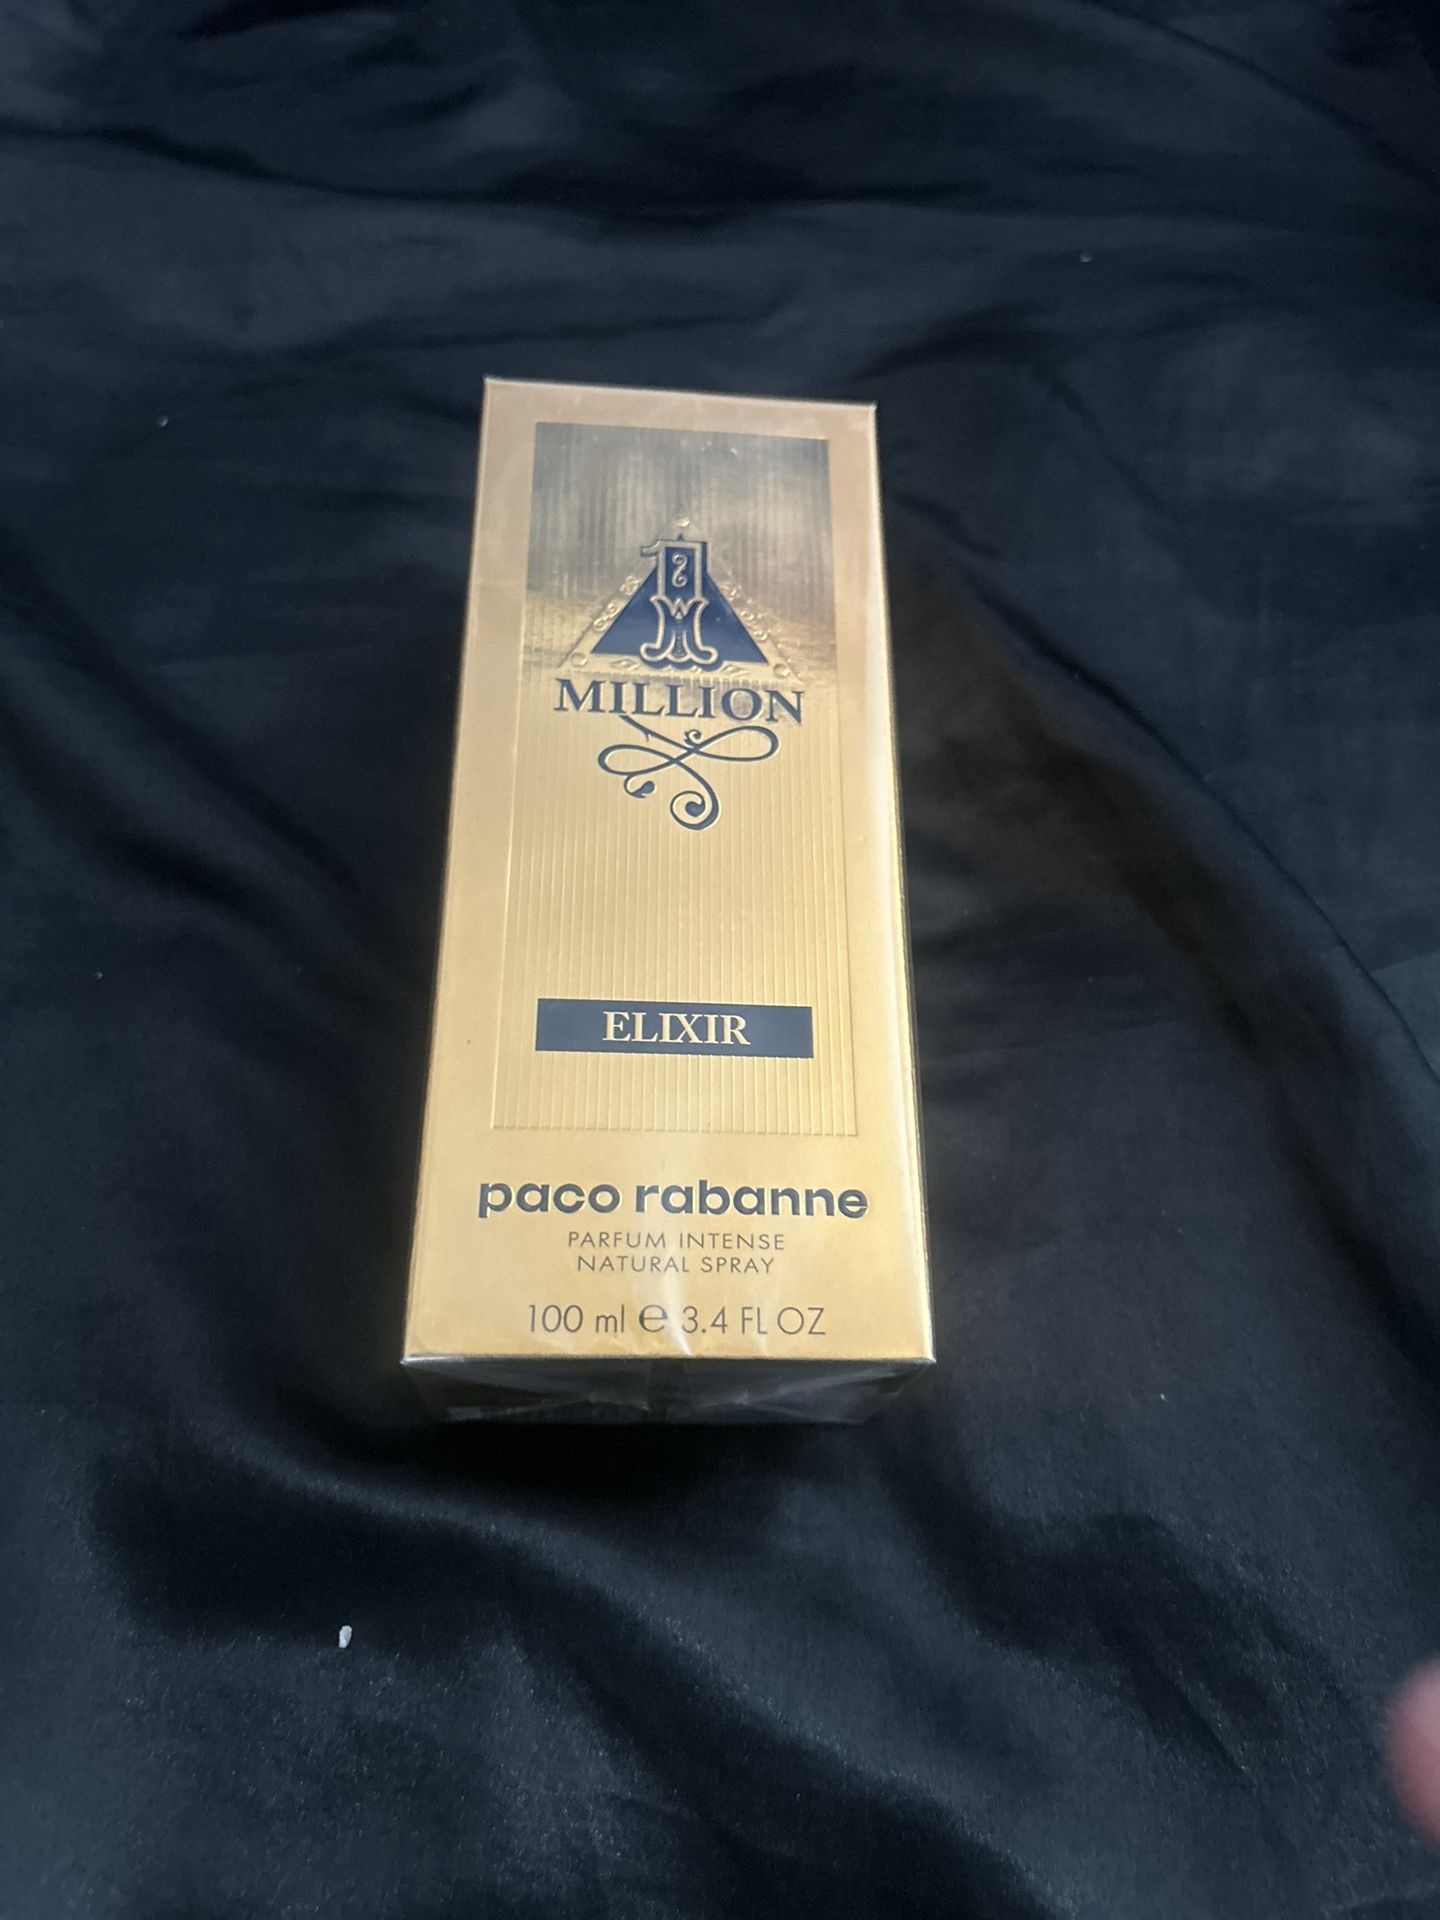 1
MILLION
ELIXIR
paco rabanne
PARFUM INTENSE
NATURAL SPRAY
100 ml ℮ 3.4 FL OZ